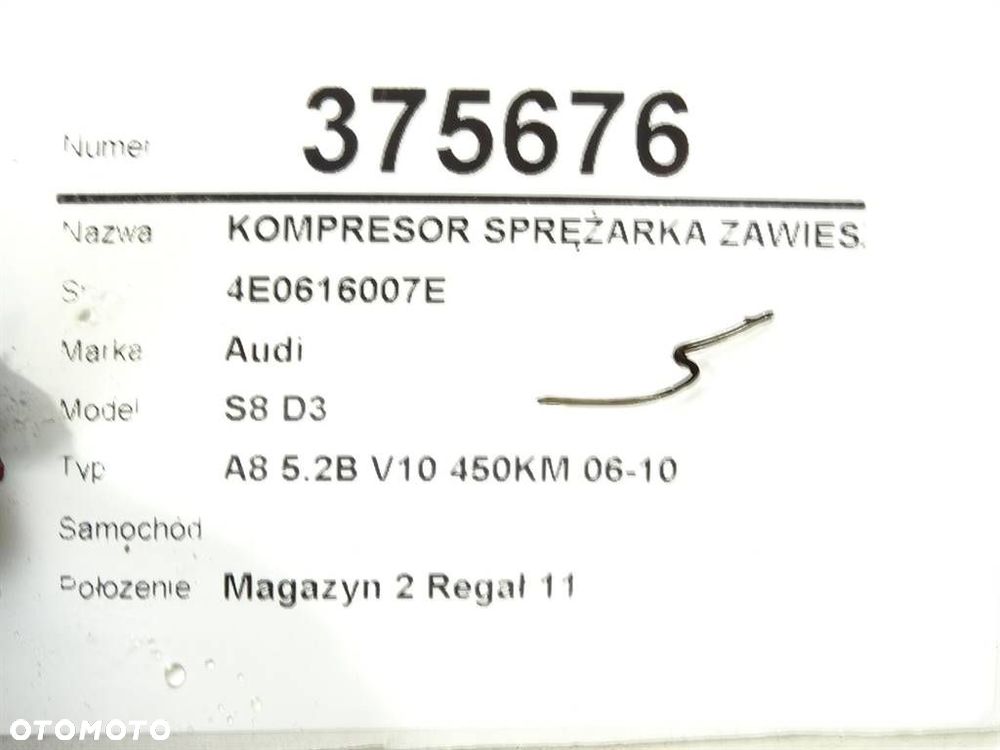 Numer 375676
Nazwa KOMPRESOR SPRĘŻARKA ZAWIES.
4E0616007E
Marka Audi
Model S8 D3
Typ A8 5.2B V10 450KM 06-10
Samochód
Położenie Magazyn 2 Regał 11
OTOMOTO